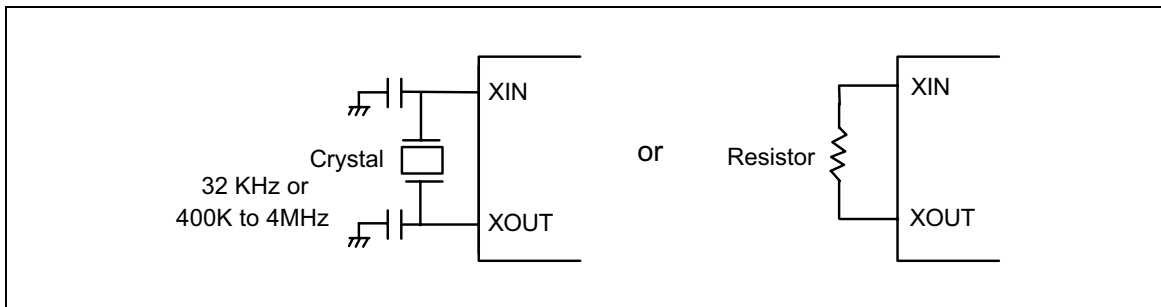 XIN
Crystal
32 KHz or
400K to 4MHz
XOUT
or
XIN
Resistor
XOUT